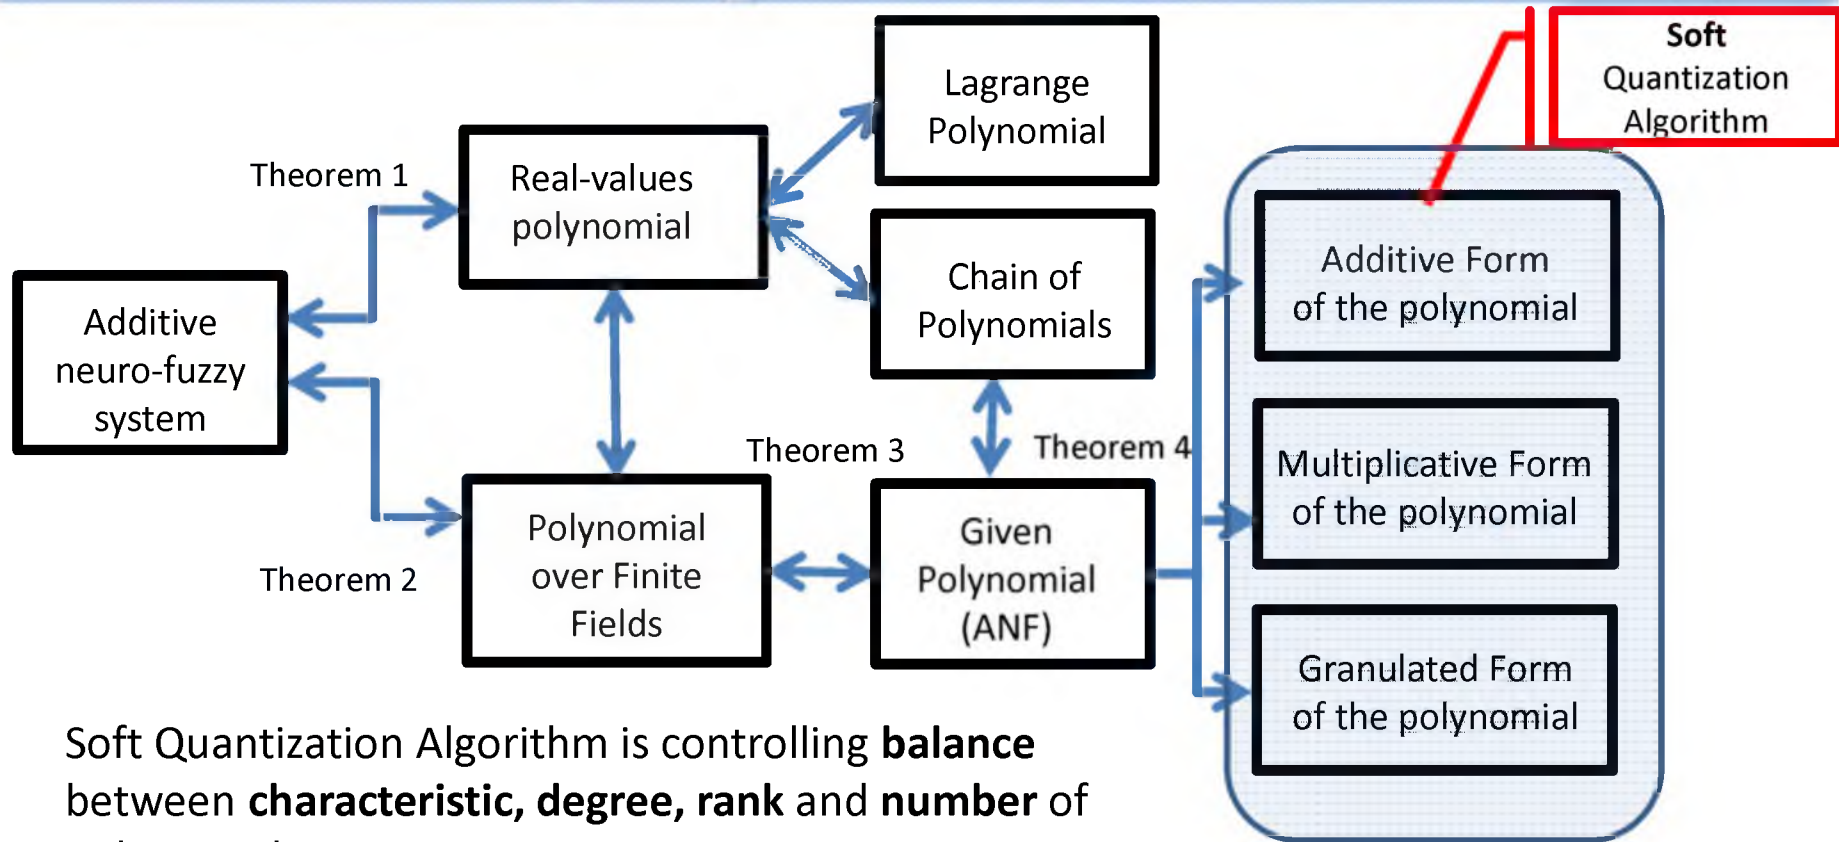 Soft
Quantization
Algorithm
Lagrange
Polynomial
Theorem 1
Real-values
polynomial
Additive Form
of the polynomial
Chain of
Polynomials
Additive
neuro-fuzzy
system
Theorem 3
Theorem 4
Multiplicative Form
of the polynomial
Polynomial
over Finite
Fields
Given
Polynomial
(ANF)
Theorem 2
Granulated Form
of the polynomial
Soft Quantization Algorithm is controlling balance
between characteristic, degree, rank and number of